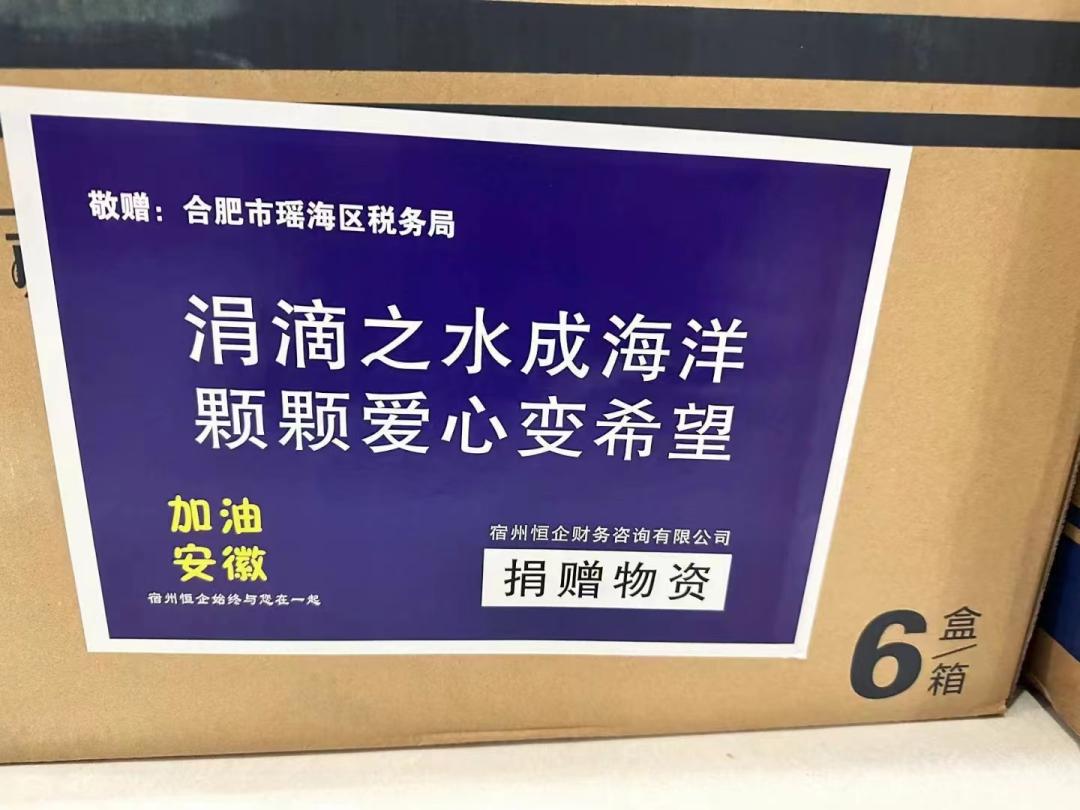 敬赠：合肥市瑶海区税务局
涓滴之水成海洋
颗颗爱心变希望
加油
安徽
宿州恒企始终与您在一起
宿州恒企财务咨询有限公司
捐赠物资
6盒/箱